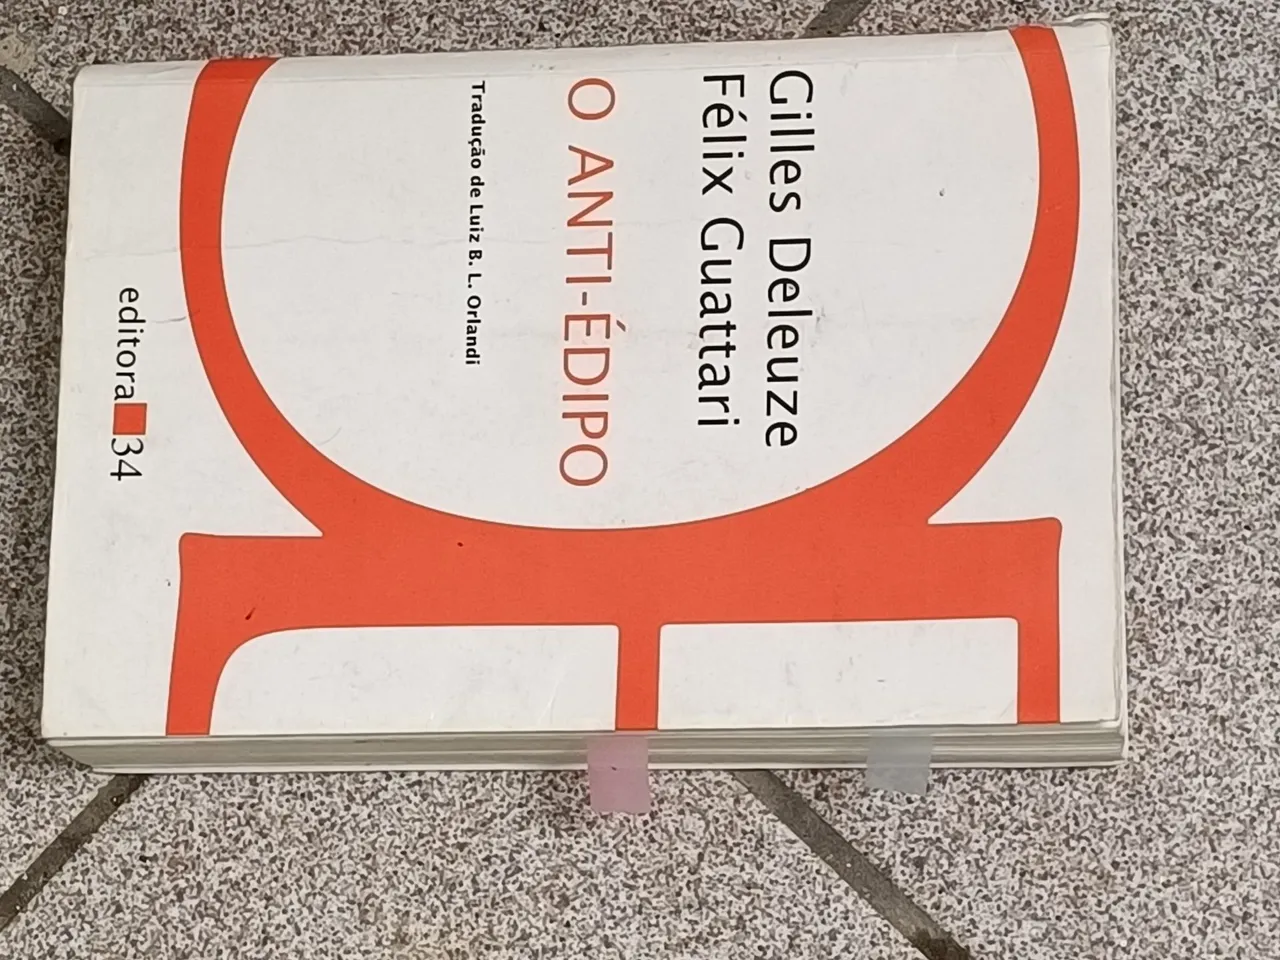 Gilles Deleuze
Félix Guattari
O ANTI-ÉDIPO
Tradução de Luiz B. L. Orlandi
editora 34